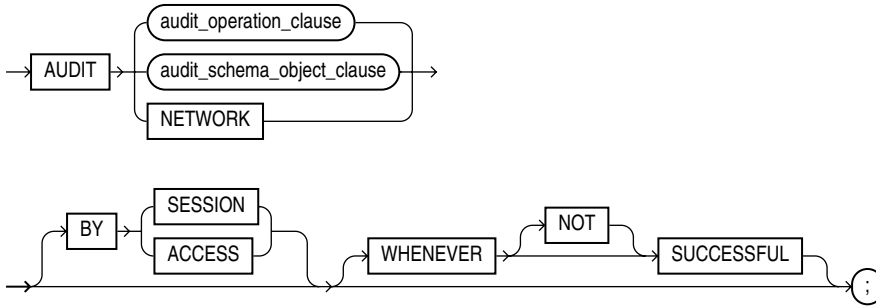 audit_operation_clause
AUDIT
audit_schema_object_clause
NETWORK
BY
SESSION
ACCESS
WHENEVER
NOT
SUCCESSFUL
;